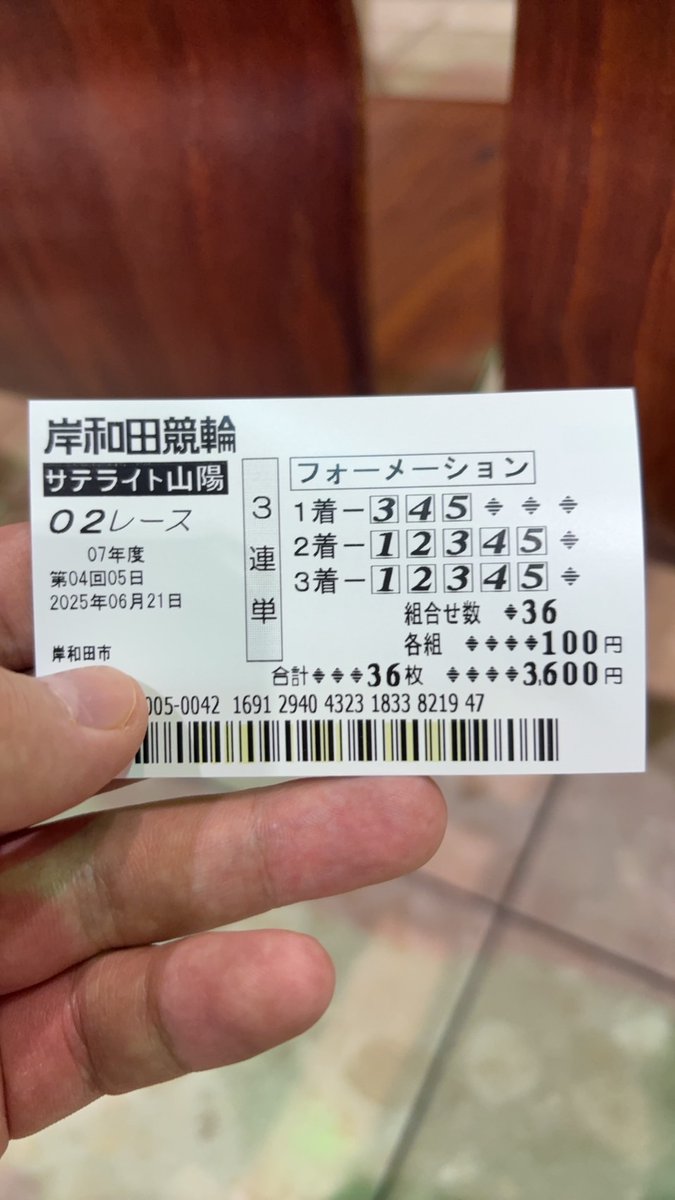 岸和田競輪
サテライト山陽
02レース
07年度
第04回05日
2025年06月21日
岸和田市
3連単
フォーメーション
1着ー3 4 5
2着ー1 2 3 4 5
3着ー1 2 3 4 5
組合せ数 36
各組 100円
合計 36枚 3,600円
005-0042 1691 2940 4323 1833 8219 47